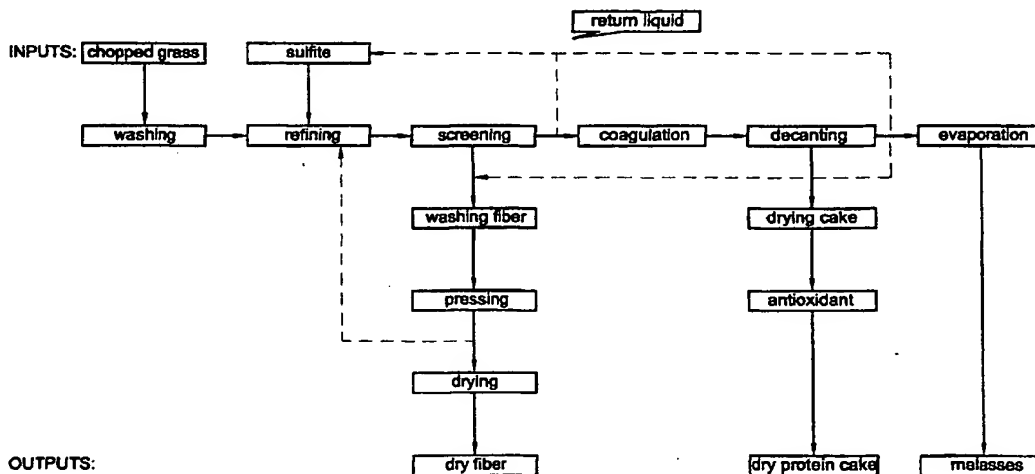 return liquid
INPUTS: chopped grass sulfite
washing refining screening coagulation decanting evaporation
washing fiber drying cake
pressing antioxidant
drying
OUTPUTS: dry fiber dry protein cake malasses